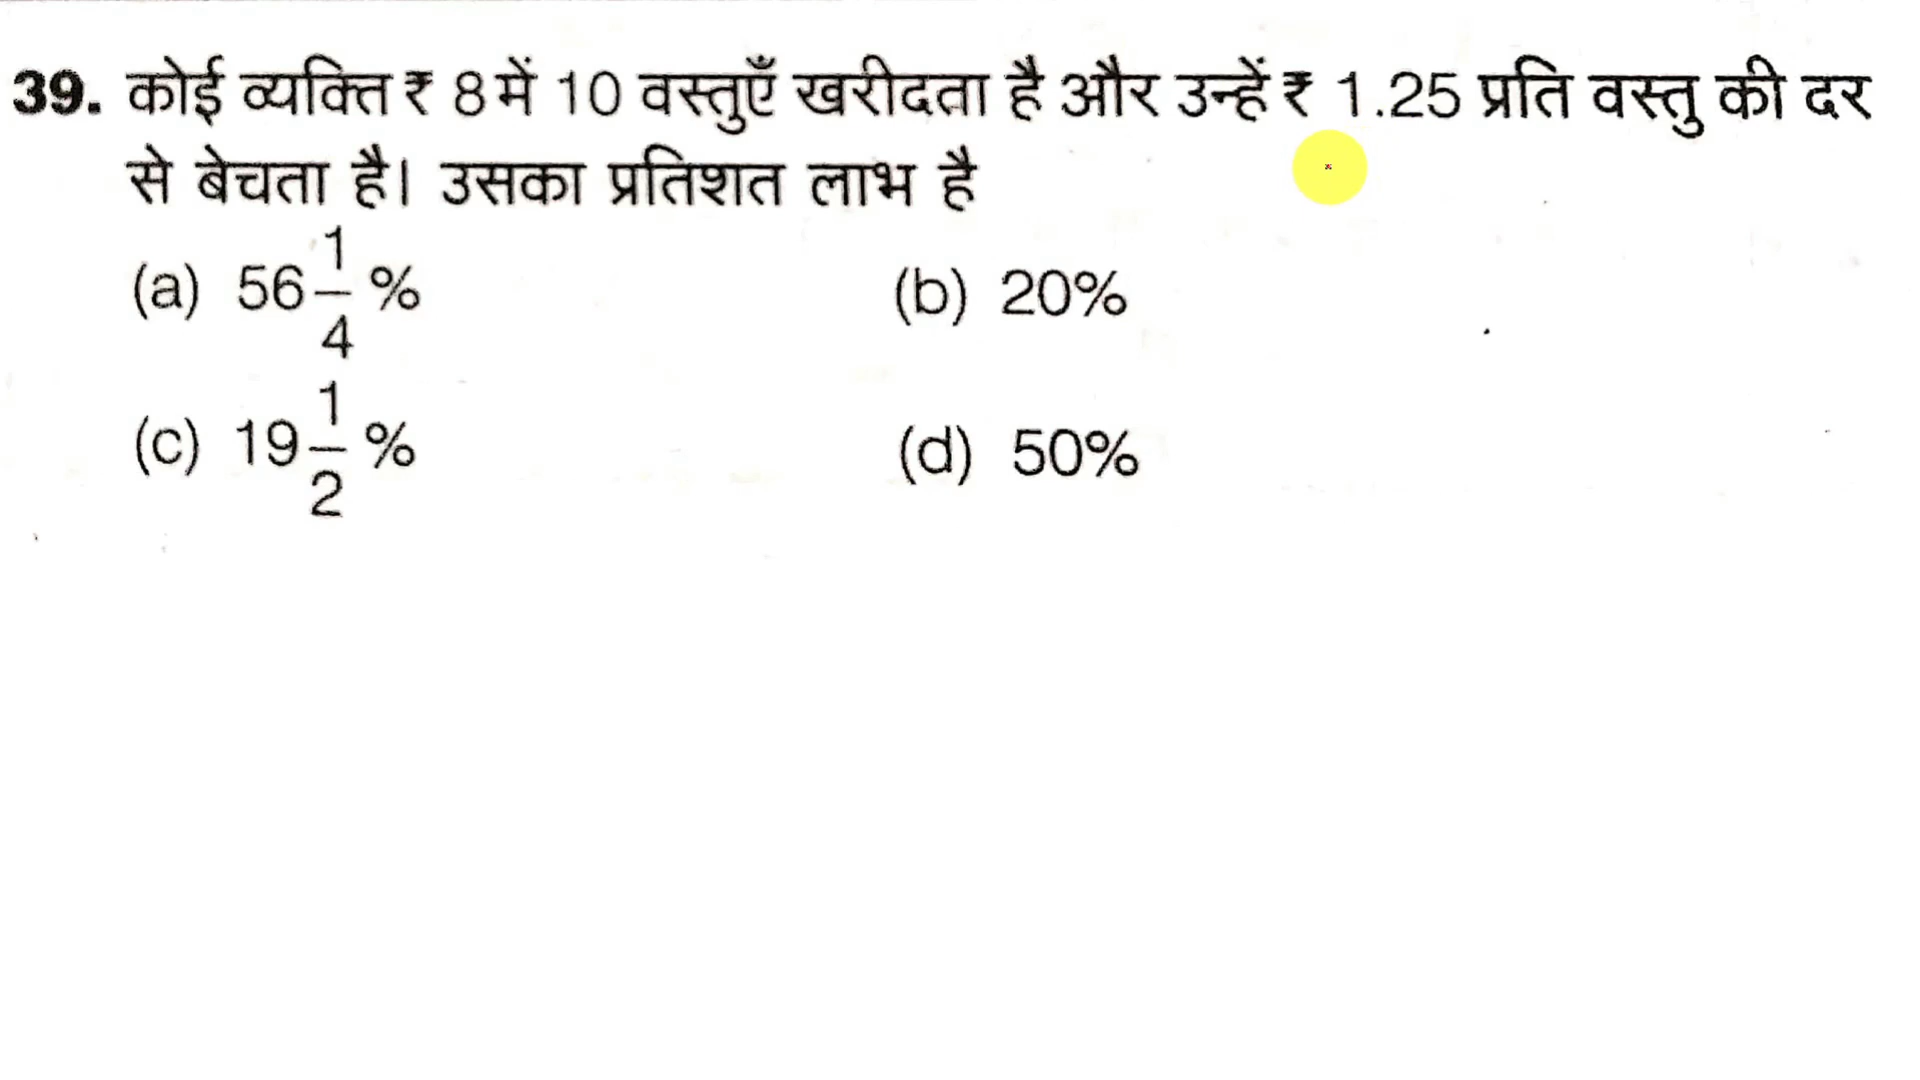 39. कोई व्यक्ति ₹ 8 में 10 वस्तुएँ खरीदता है और उन्हें ₹ 1.25 प्रति वस्तु की दर
से बेचता है। उसका प्रतिशत लाभ है
(a) 56 1/4 % (b) 20%
(c) 19 1/2 % (d) 50%